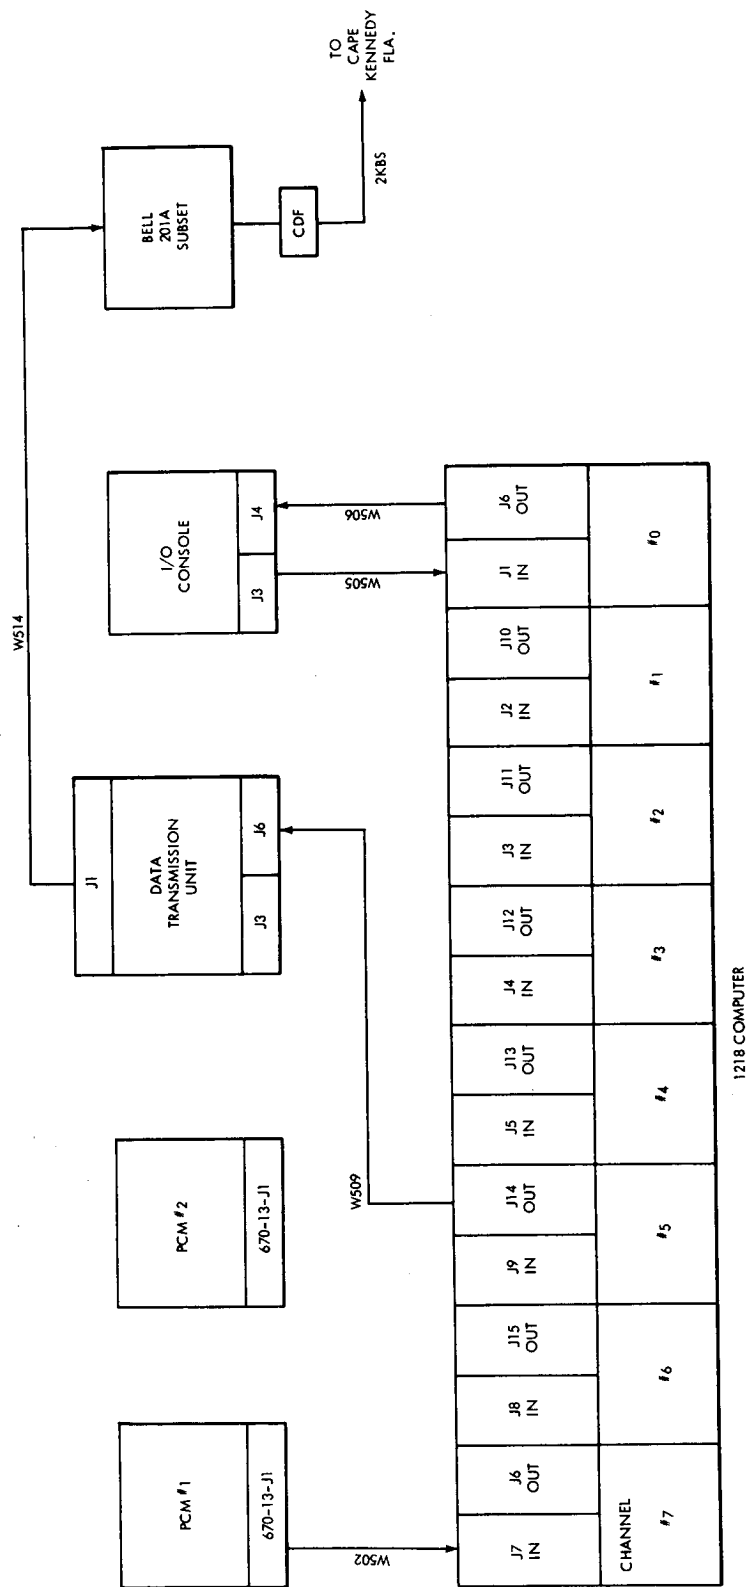 W514
J1
DATA
TRANSMISSION
UNIT
J3
J6
BELL
201A
SUBSET
CDF
2KBS
TO
CAPE
KENNEDY
FLA.
PCM #1
670-13-J1
PCM #2
670-13-J1
I/O
CONSOLE
J3
J4
W502
W509
W505
W506
J7
IN
J6
OUT
J8
IN
J15
OUT
J9
IN
J14
OUT
J5
IN
J13
OUT
J4
IN
J12
OUT
J3
IN
J11
OUT
J2
IN
J10
OUT
J1
IN
J6
OUT
CHANNEL
#7
#6
#5
#4
#3
#2
#1
#0
1218 COMPUTER